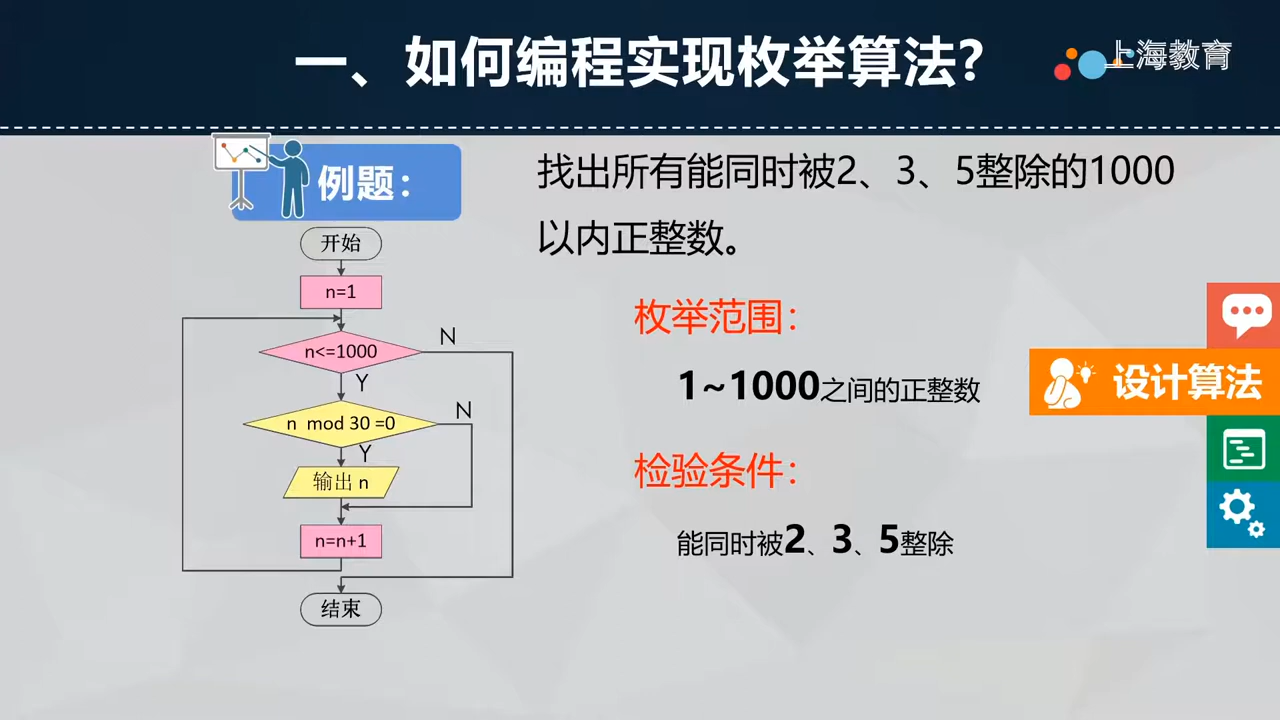 一、如何编程实现枚举算法?
上海教育
例题：
找出所有能同时被2、3、5整除的1000
以内正整数。
开始
n=1
n<=1000
N
Y
n mod 30 =0
N
Y
输出 n
n=n+1
结束
枚举范围：
1~1000之间的正整数
检验条件：
能同时被2、3、5整除
设计算法